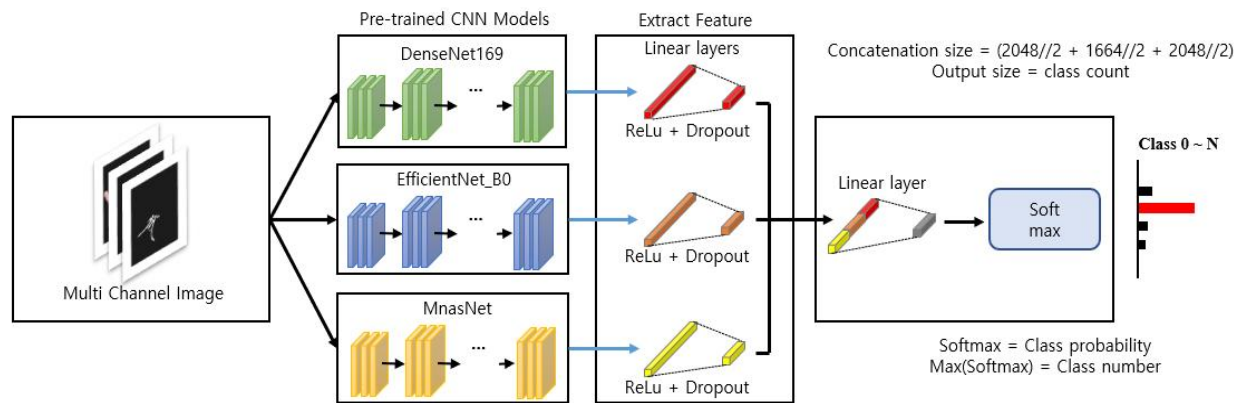 Pre-trained CNN Models
Extract Feature
DenseNet169
...
Linear layers
ReLu + Dropout
EfficientNet_B0
...
ReLu + Dropout
MnasNet
...
ReLu + Dropout
Multi Channel Image
Concatenation size = (2048//2 + 1664//2 + 2048//2)
Output size = class count
Linear layer
Soft
max
Class 0 ~ N
Softmax = Class probability
Max(Softmax) = Class number